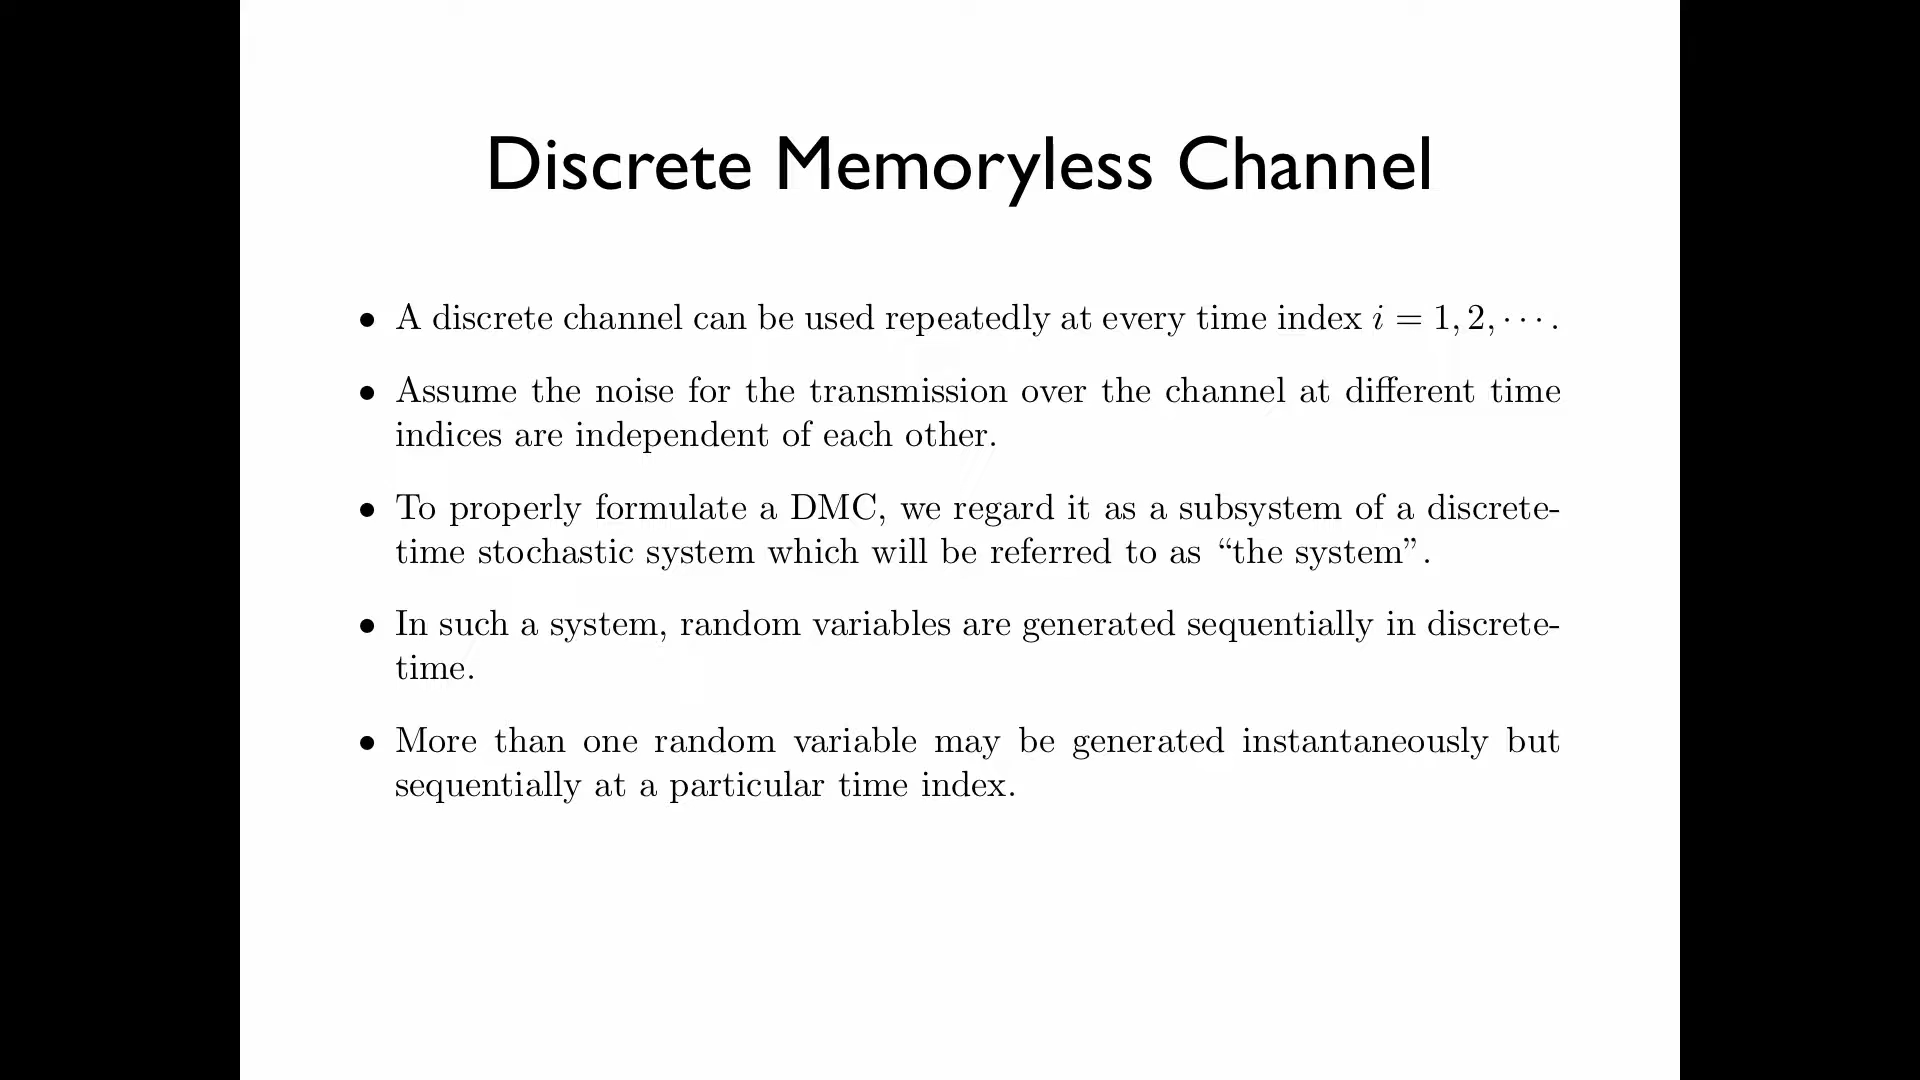 Discrete Memoryless Channel
• A discrete channel can be used repeatedly at every time index i = 1, 2, · · · .
• Assume the noise for the transmission over the channel at different time
indices are independent of each other.
• To properly formulate a DMC, we regard it as a subsystem of a discrete-
time stochastic system which will be referred to as “the system”.
• In such a system, random variables are generated sequentially in discrete-
time.
• More than one random variable may be generated instantaneously but
sequentially at a particular time index.